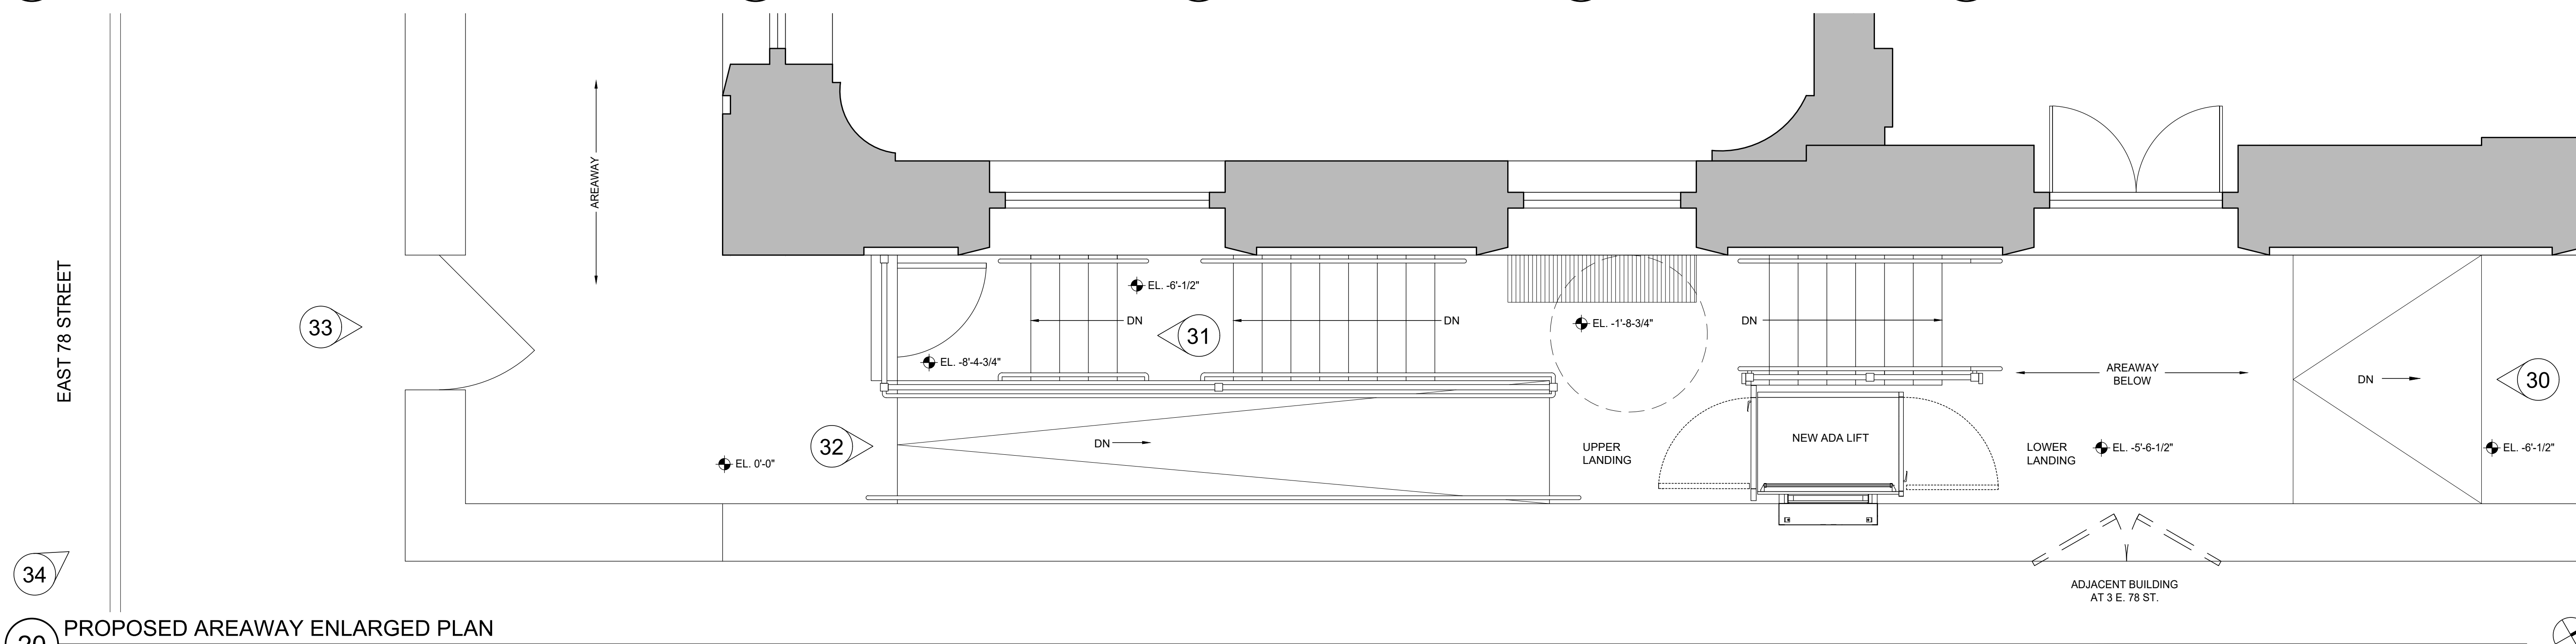 EAST 78 STREET
34
33
AREAWAY
EL. 0'-0"
32
EL. -8'-4-3/4"
DN
EL. -6'-1/2"
31
DN
DN
EL. -1'-8-3/4"
UPPER
LANDING
DN
NEW ADA LIFT
LOWER
LANDING
EL. -5'-6-1/2"
AREAWAY
BELOW
DN
30
EL. -6'-1/2"
ADJACENT BUILDING
AT 3 E. 78 ST.
PROPOSED AREAWAY ENLARGED PLAN